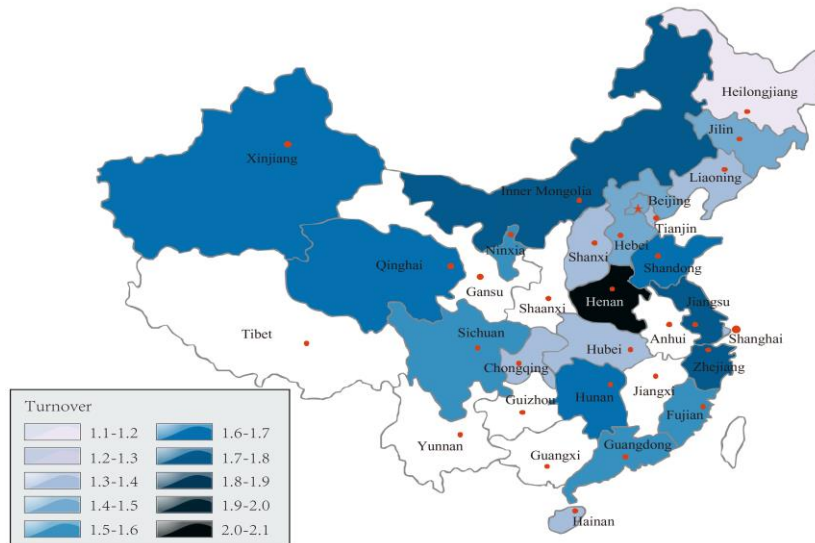 Heilongjiang
Jilin
Xinjiang
Liaoning
Inner Mongolia
Beijing
Tianjin
Ninxia
Hebei
Shanxi
Qinghai
Shandong
Gansu
Shaanxi
Henan
Jiangsu
Tibet
Sichuan
Anhui
Shanghai
Hubei
Chongqing
Zhejiang
Hunan
Jiangxi
Guizhou
Fujian
Yunnan
Guangxi
Guangdong
Hainan
Turnover
1.1-1.2 1.6-1.7
1.2-1.3 1.7-1.8
1.3-1.4 1.8-1.9
1.4-1.5 1.9-2.0
1.5-1.6 2.0-2.1